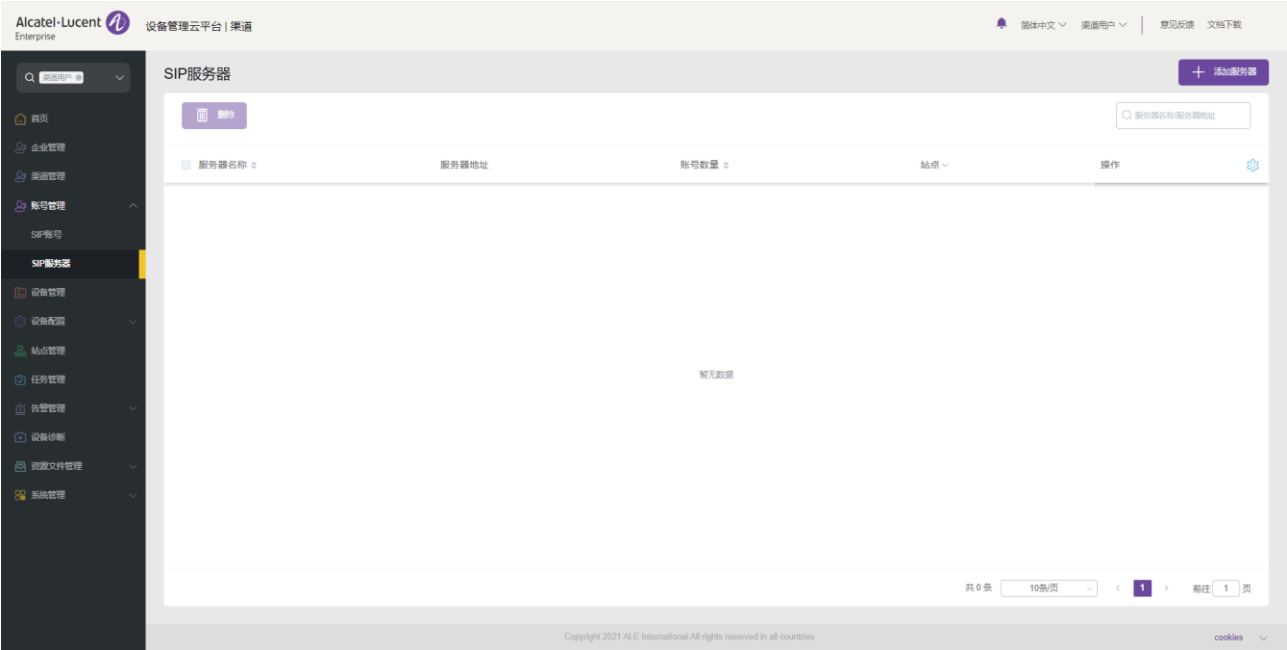 Alcatel·Lucent
Enterprise
设备管理云平台 | 渠道
简体中文
渠道用户
意见反馈
文档下载
渠道用户
首页
企业管理
渠道管理
账号管理
SIP账号
SIP服务器
设备管理
设备配置
站点管理
任务管理
告警管理
设备诊断
资源文件管理
系统管理
SIP服务器
添加服务器
删除
服务器名称/服务器地址
服务器名称
服务器地址
账号数量
站点
操作
暂无数据
共 0 条
10条/页
1
前往 1 页
Copyright 2021 ALE International All rights reserved in all countries
cookies